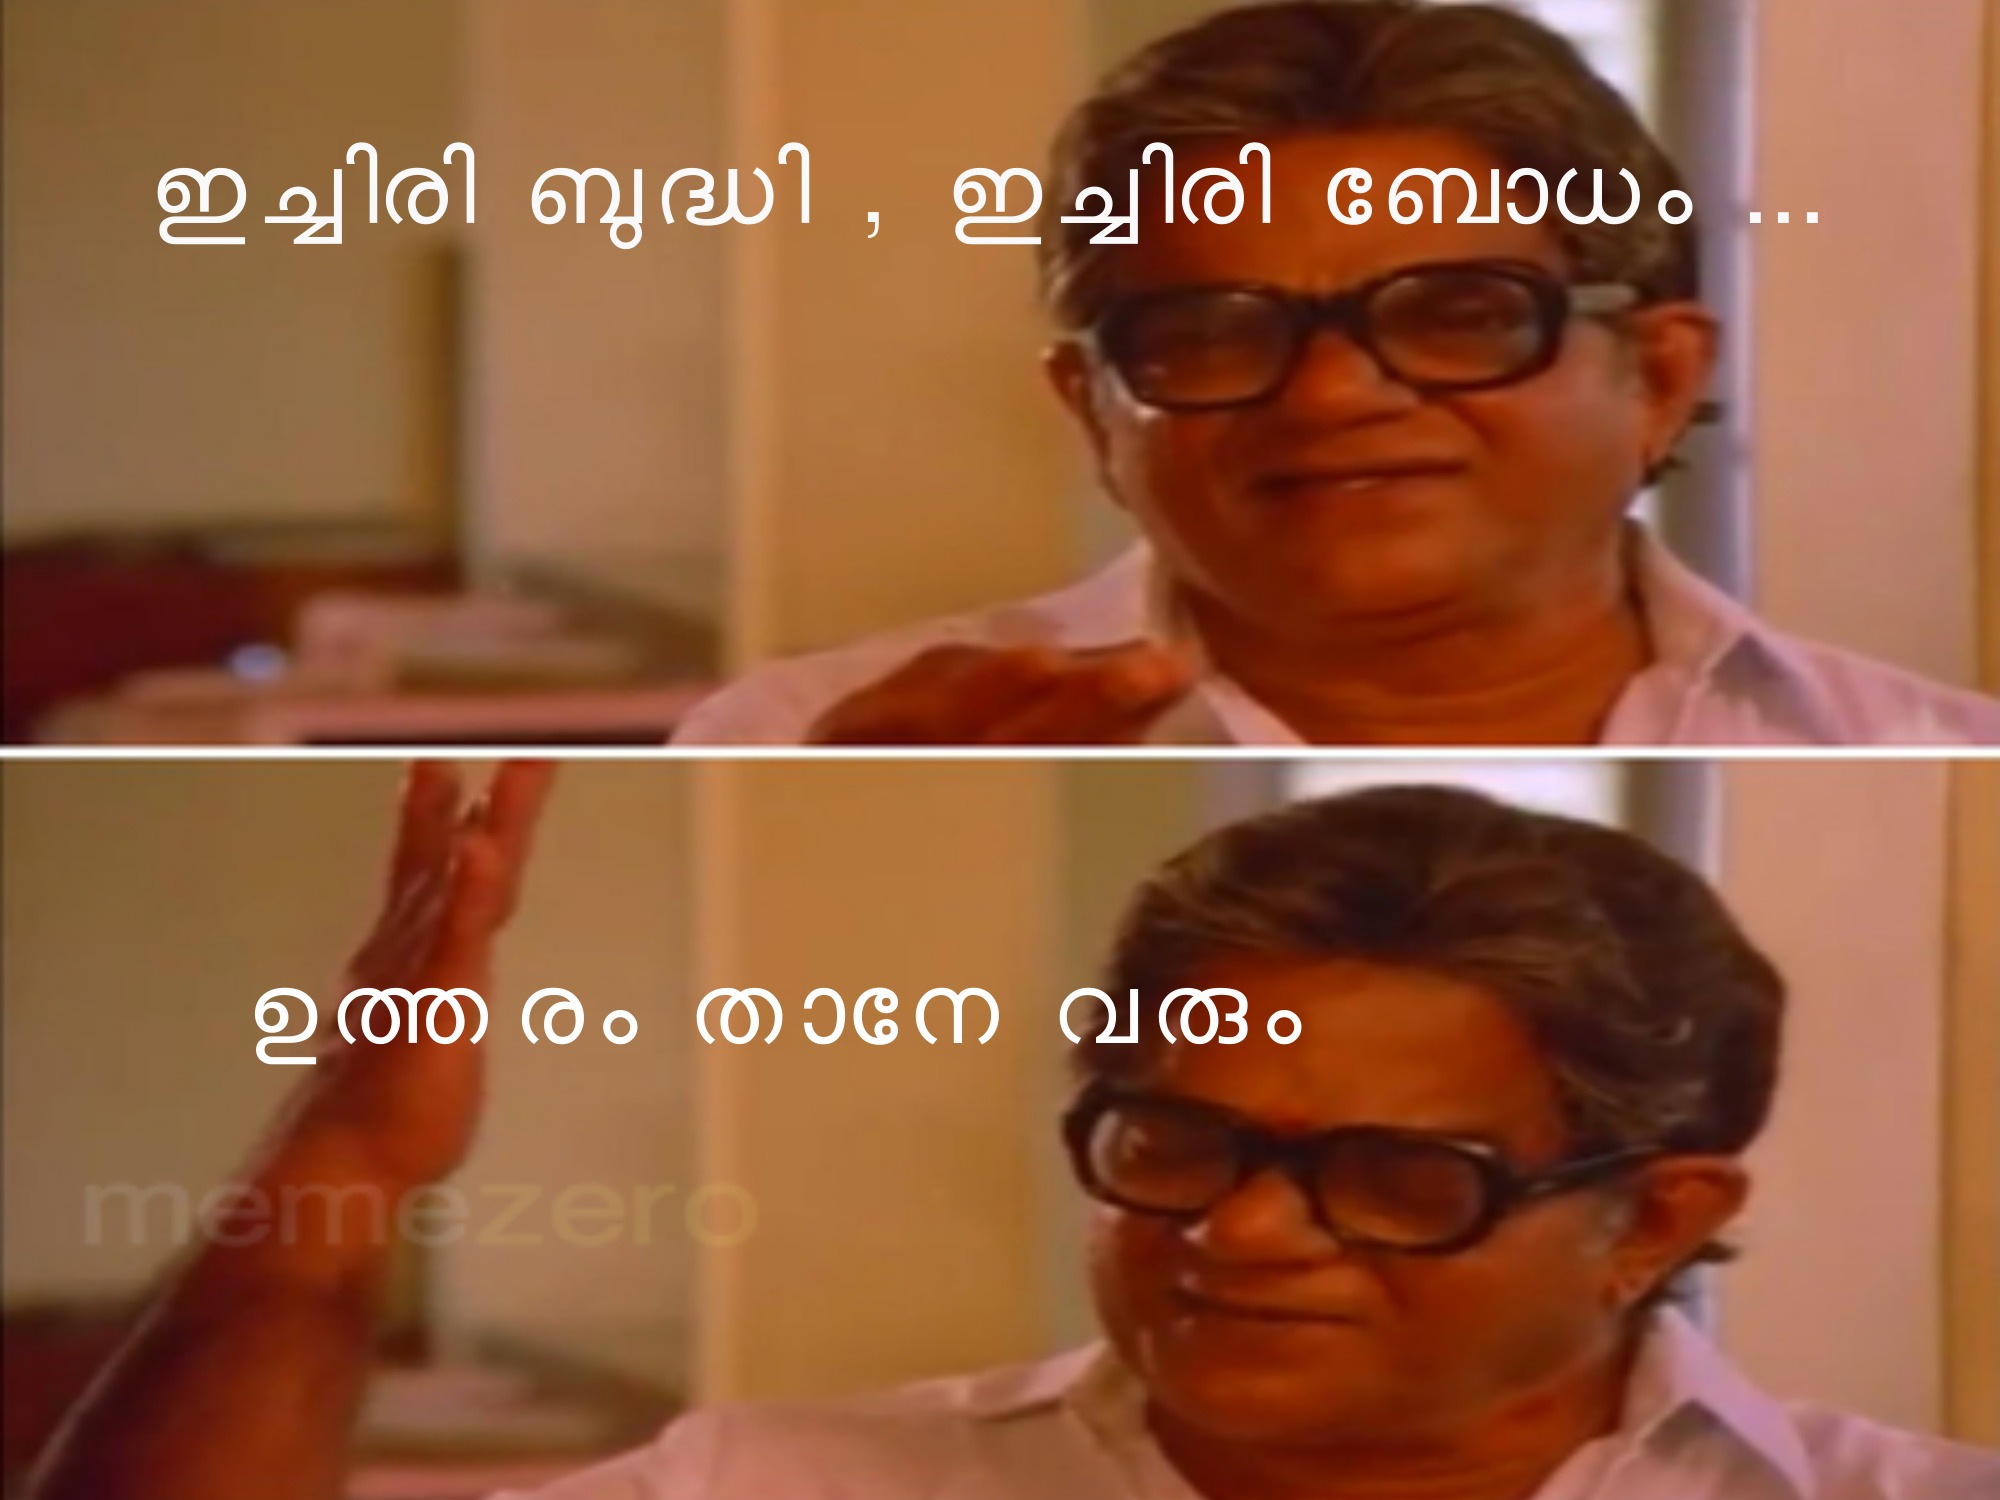 ഇച്ചിരി ബുദ്ധി , ഇച്ചിരി ബോധം ...
ഉത്തരം താനേ വരും
memezero